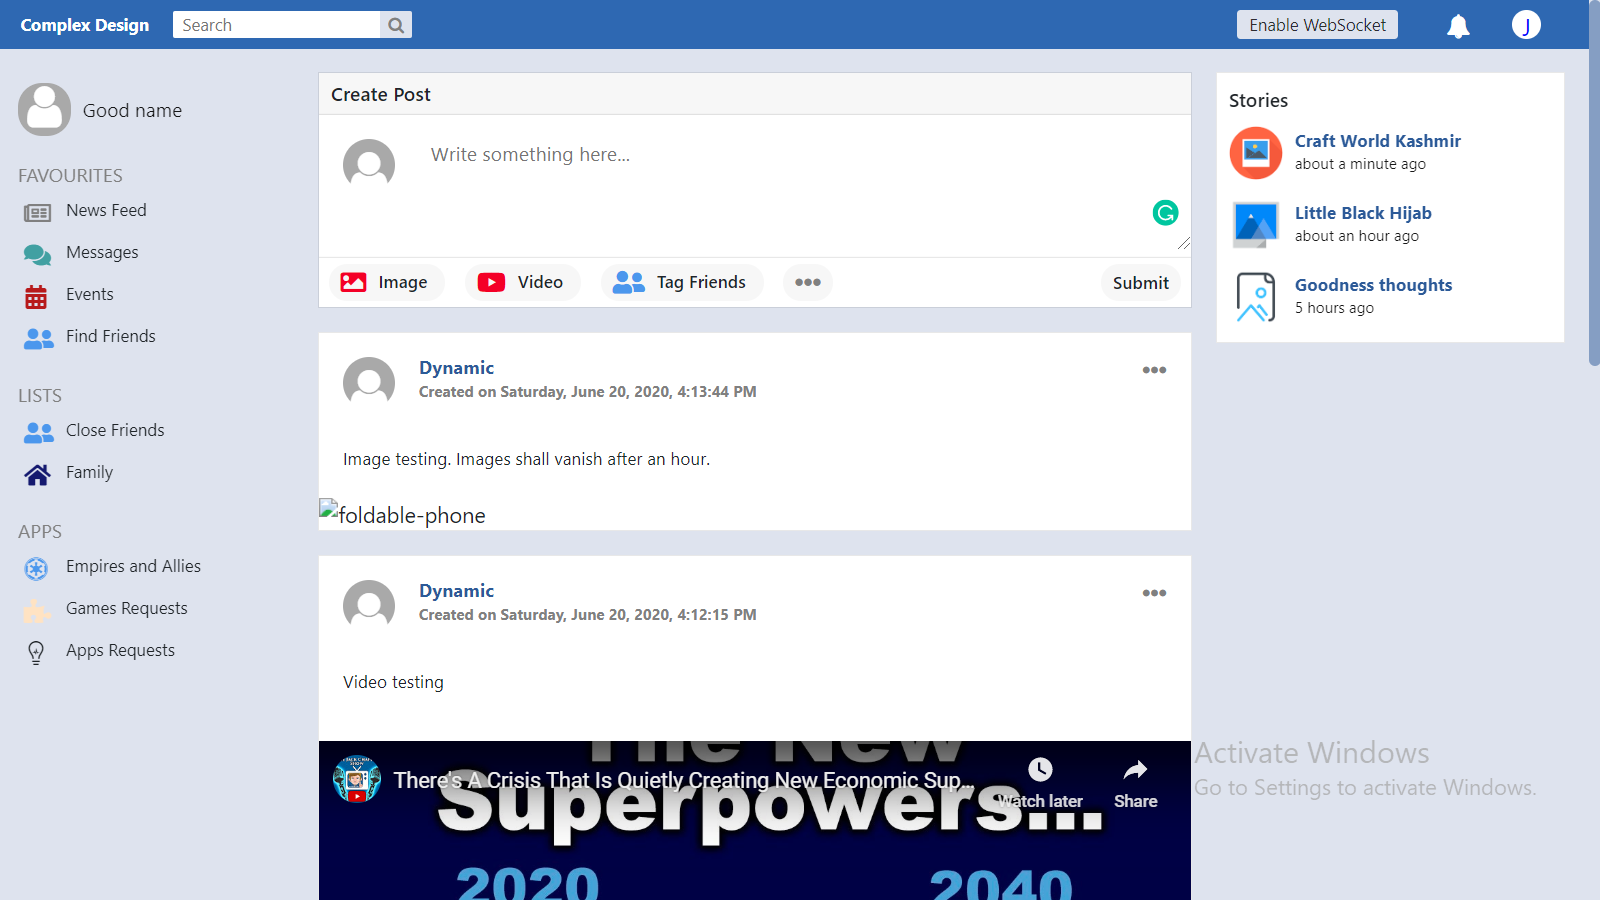 Complex Design
Search
Enable WebSocket
J
Good name
FAVOURITES
News Feed
Messages
Events
Find Friends
LISTS
Close Friends
Family
APPS
Empires and Allies
Games Requests
Apps Requests
Create Post
Write something here...
Image
Video
Tag Friends
Submit
Dynamic
Created on Saturday, June 20, 2020, 4:13:44 PM
Image testing. Images shall vanish after an hour.
foldable-phone
Dynamic
Created on Saturday, June 20, 2020, 4:12:15 PM
Video testing
There's A Crisis That Is Quietly Creating New Economic Sup...
Watch later
Share
The New
Superpowers...
2020
2040
Stories
Craft World Kashmir
about a minute ago
Little Black Hijab
about an hour ago
Goodness thoughts
5 hours ago
Activate Windows
Go to Settings to activate Windows.